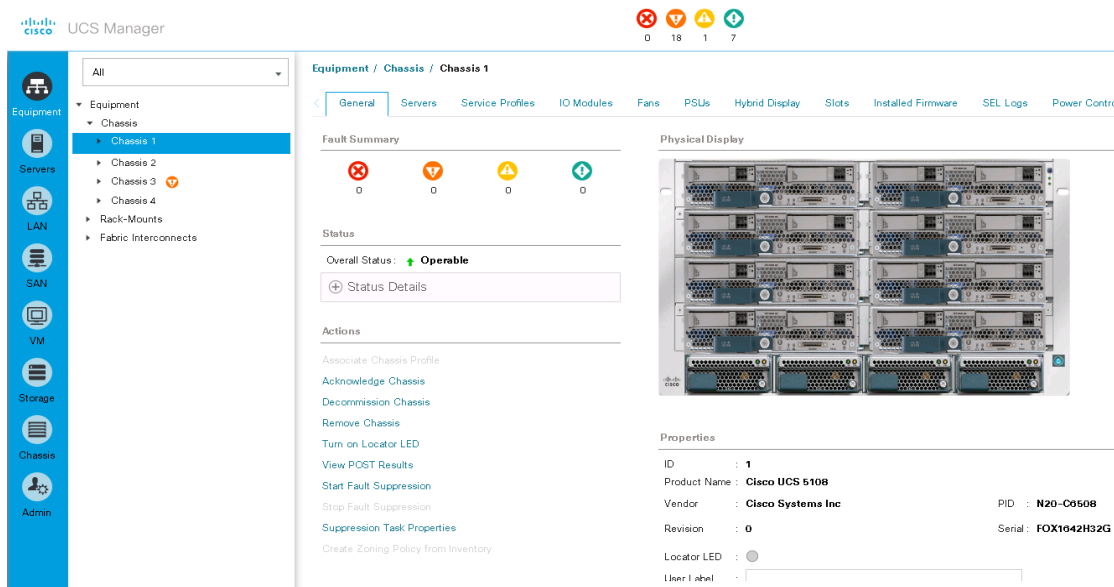 CISCO UCS Manager
0 18 1 7
Equipment
Servers
LAN
SAN
VM
Storage
Chassis
Admin
All
Equipment
Chassis
Chassis 1
Chassis 2
Chassis 3
Chassis 4
Rack-Mounts
Fabric Interconnects
Equipment / Chassis / Chassis 1
General Servers Service Profiles IO Modules Fans PSUs Hybrid Display Slots Installed Firmware SEL Logs Power Contro
Fault Summary
0 0 0 0
Status
Overall Status : Operable
Status Details
Actions
Associate Chassis Profile
Acknowledge Chassis
Decommission Chassis
Remove Chassis
Turn on Locator LED
View POST Results
Start Fault Suppression
Stop Fault Suppression
Suppression Task Properties
Create Zoning Policy from Inventory
Physical Display
CISCO
Properties
ID : 1
Product Name : Cisco UCS 5108
Vendor : Cisco Systems Inc PID : N20-C6508
Revision : 0 Serial : FOX1642H32G
Locator LED :
User Label :